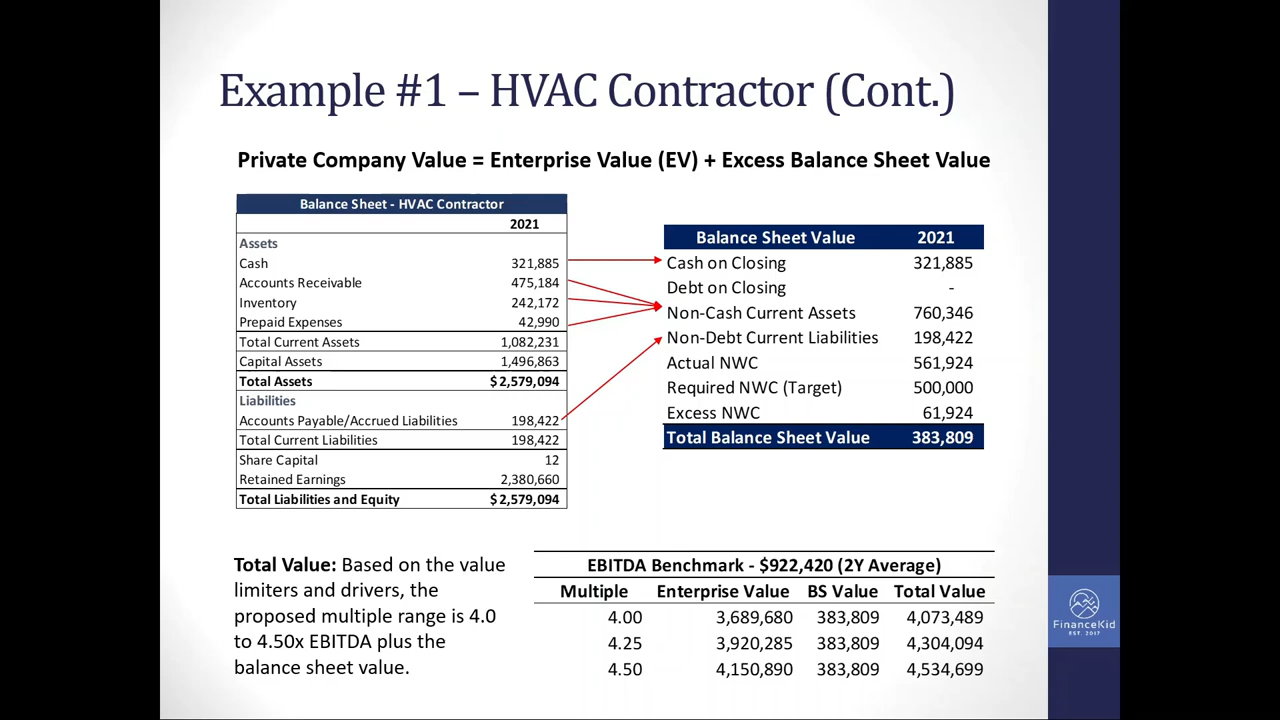 Example #1 – HVAC Contractor (Cont.)
Private Company Value = Enterprise Value (EV) + Excess Balance Sheet Value
Balance Sheet - HVAC Contractor
2021
Assets
Cash 321,885
Accounts Receivable 475,184
Inventory 242,172
Prepaid Expenses 42,990
Total Current Assets 1,082,231
Capital Assets 1,496,863
Total Assets $2,579,094
Liabilities
Accounts Payable/Accrued Liabilities 198,422
Total Current Liabilities 198,422
Share Capital 12
Retained Earnings 2,380,660
Total Liabilities and Equity $2,579,094
Balance Sheet Value 2021
Cash on Closing 321,885
Debt on Closing -
Non-Cash Current Assets 760,346
Non-Debt Current Liabilities 198,422
Actual NWC 561,924
Required NWC (Target) 500,000
Excess NWC 61,924
Total Balance Sheet Value 383,809
Total Value: Based on the value
limiters and drivers, the
proposed multiple range is 4.0
to 4.50x EBITDA plus the
balance sheet value.
EBITDA Benchmark - $922,420 (2Y Average)
Multiple Enterprise Value BS Value Total Value
4.00 3,689,680 383,809 4,073,489
4.25 3,920,285 383,809 4,304,094
4.50 4,150,890 383,809 4,534,699
FinanceKid
EST. 2017